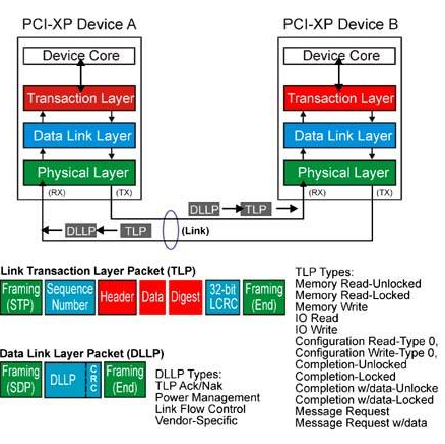 PCI-XP Device A
PCI-XP Device B
Device Core
Device Core
Transaction Layer
Transaction Layer
Data Link Layer
Data Link Layer
Physical Layer
Physical Layer
(RX)
(TX)
(RX)
(TX)
DLLP
TLP
DLLP
TLP
(Link)
Link Transaction Layer Packet (TLP)
Framing (STP)
Sequence Number
Header
Data
Digest
32-bit LCRC
Framing (End)
Data Link Layer Packet (DLLP)
Framing (SDP)
DLLP
CRC
Framing (End)
DLLP Types:
TLP Ack/Nak
Power Management
Link Flow Control
Vendor-Specific
TLP Types:
Memory Read-Unlocked
Memory Read-Locked
Memory Write
IO Read
IO Write
Configuration Read-Type 0,
Configuration Write-Type 0,
Completion-Unlocked
Completion-Locked
Completion w/data-Unlocke
Completion w/data-Locked
Message Request
Message Request w/data